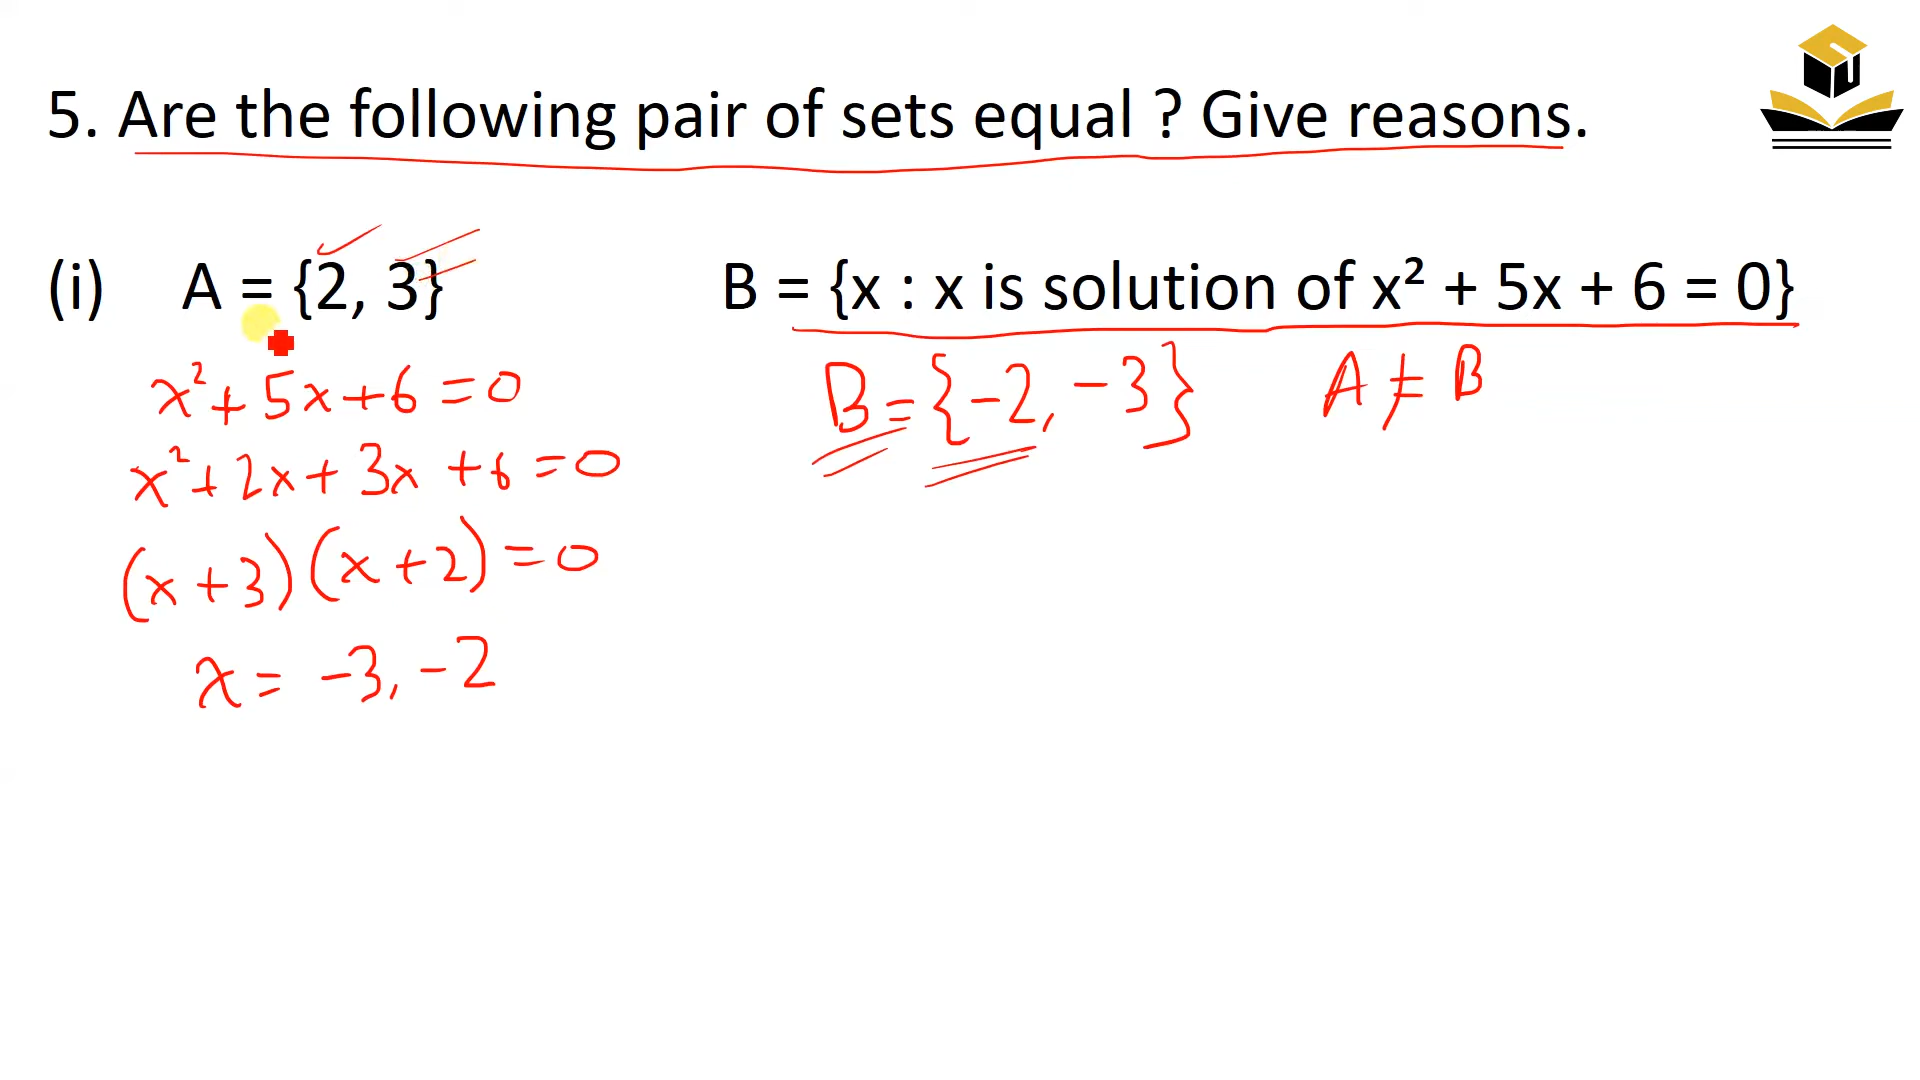 5. Are the following pair of sets equal ? Give reasons.
(i) A = {2, 3} B = {x : x is solution of x² + 5x + 6 = 0}
x² + 5x + 6 = 0 B = {-2, -3} A ≠ B
x² + 2x + 3x + 6 = 0
(x + 3) (x + 2) = 0
x = -3, -2